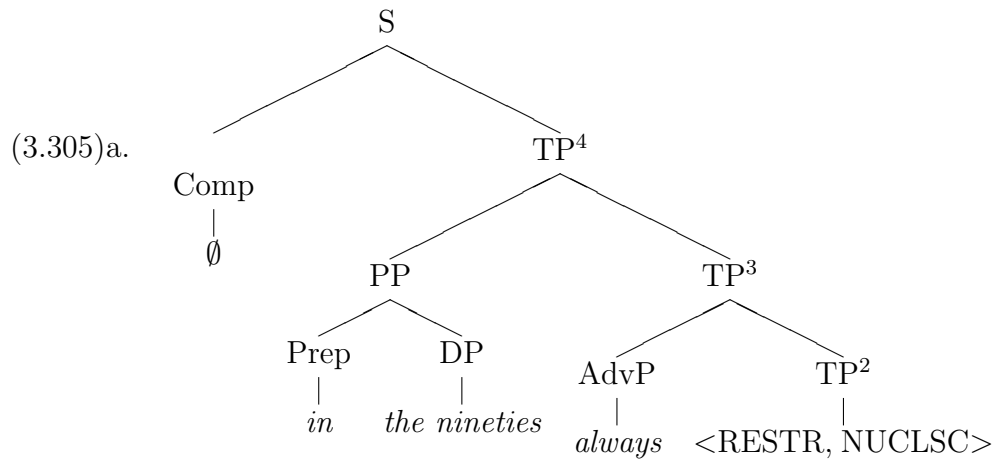 S
(3.305)a.
TP⁴
Comp
∅
PP
TP³
Prep
DP
AdvP
TP²
in
the nineties
always
<RESTR, NUCLSC>